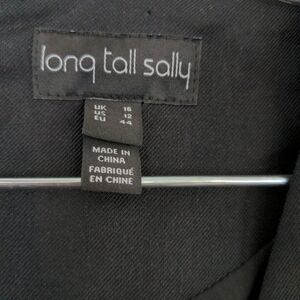 long tall sally
UK 16
US 12
EU 44
MADE IN
CHINA
FABRIQUÉ
EN CHINE